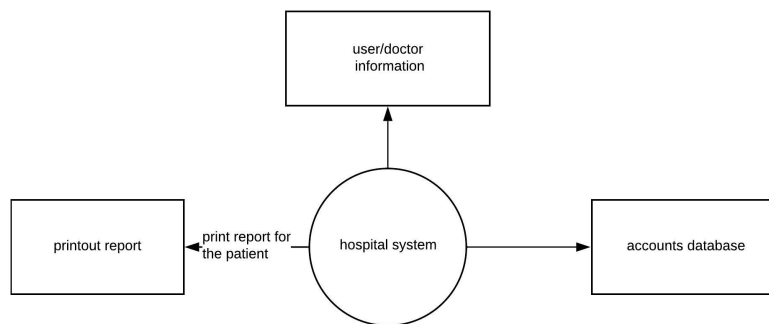 user/doctor
information
printout report
print report for
the patient
hospital system
accounts database